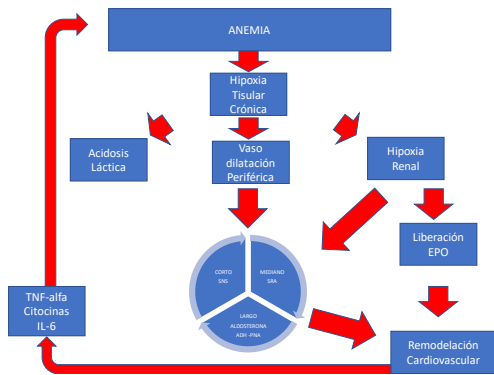 ANEMIA
Hipoxia
Tisular
Crónica
Acidosis
Láctica
Vaso
dilatación
Periférica
Hipoxia
Renal
Liberación
EPO
CORTO
SNS
MEDIANO
SRA
LARGO
ALDOSTERONA
ADH -PNA
TNF-alfa
Citocinas
IL-6
Remodelación
Cardiovascular